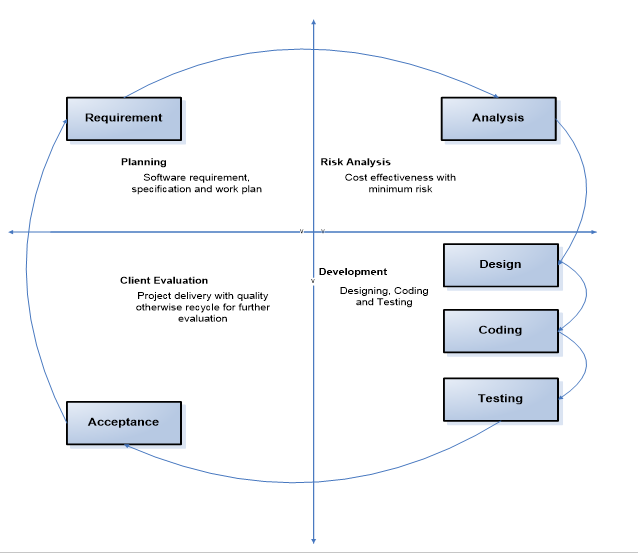 Requirement
Analysis
Planning
Software requirement,
specification and work plan
Risk Analysis
Cost effectiveness with
minimum risk
v
v
Client Evaluation
Project delivery with quality
otherwise recycle for further
evaluation
v
Development
Designing, Coding
and Testing
Design
Coding
Testing
Acceptance